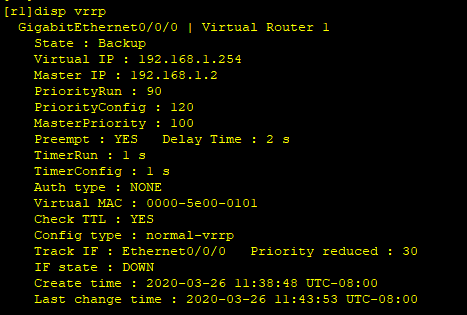 [r1]disp vrrp
GigabitEthernet0/0/0 | Virtual Router 1
State : Backup
Virtual IP : 192.168.1.254
Master IP : 192.168.1.2
PriorityRun : 90
PriorityConfig : 120
MasterPriority : 100
Preempt : YES   Delay Time : 2 s
TimerRun : 1 s
TimerConfig : 1 s
Auth type : NONE
Virtual MAC : 0000-5e00-0101
Check TTL : YES
Config type : normal-vrrp
Track IF : Ethernet0/0/0   Priority reduced : 30
IF state : DOWN
Create time : 2020-03-26 11:38:48 UTC-08:00
Last change time : 2020-03-26 11:43:53 UTC-08:00